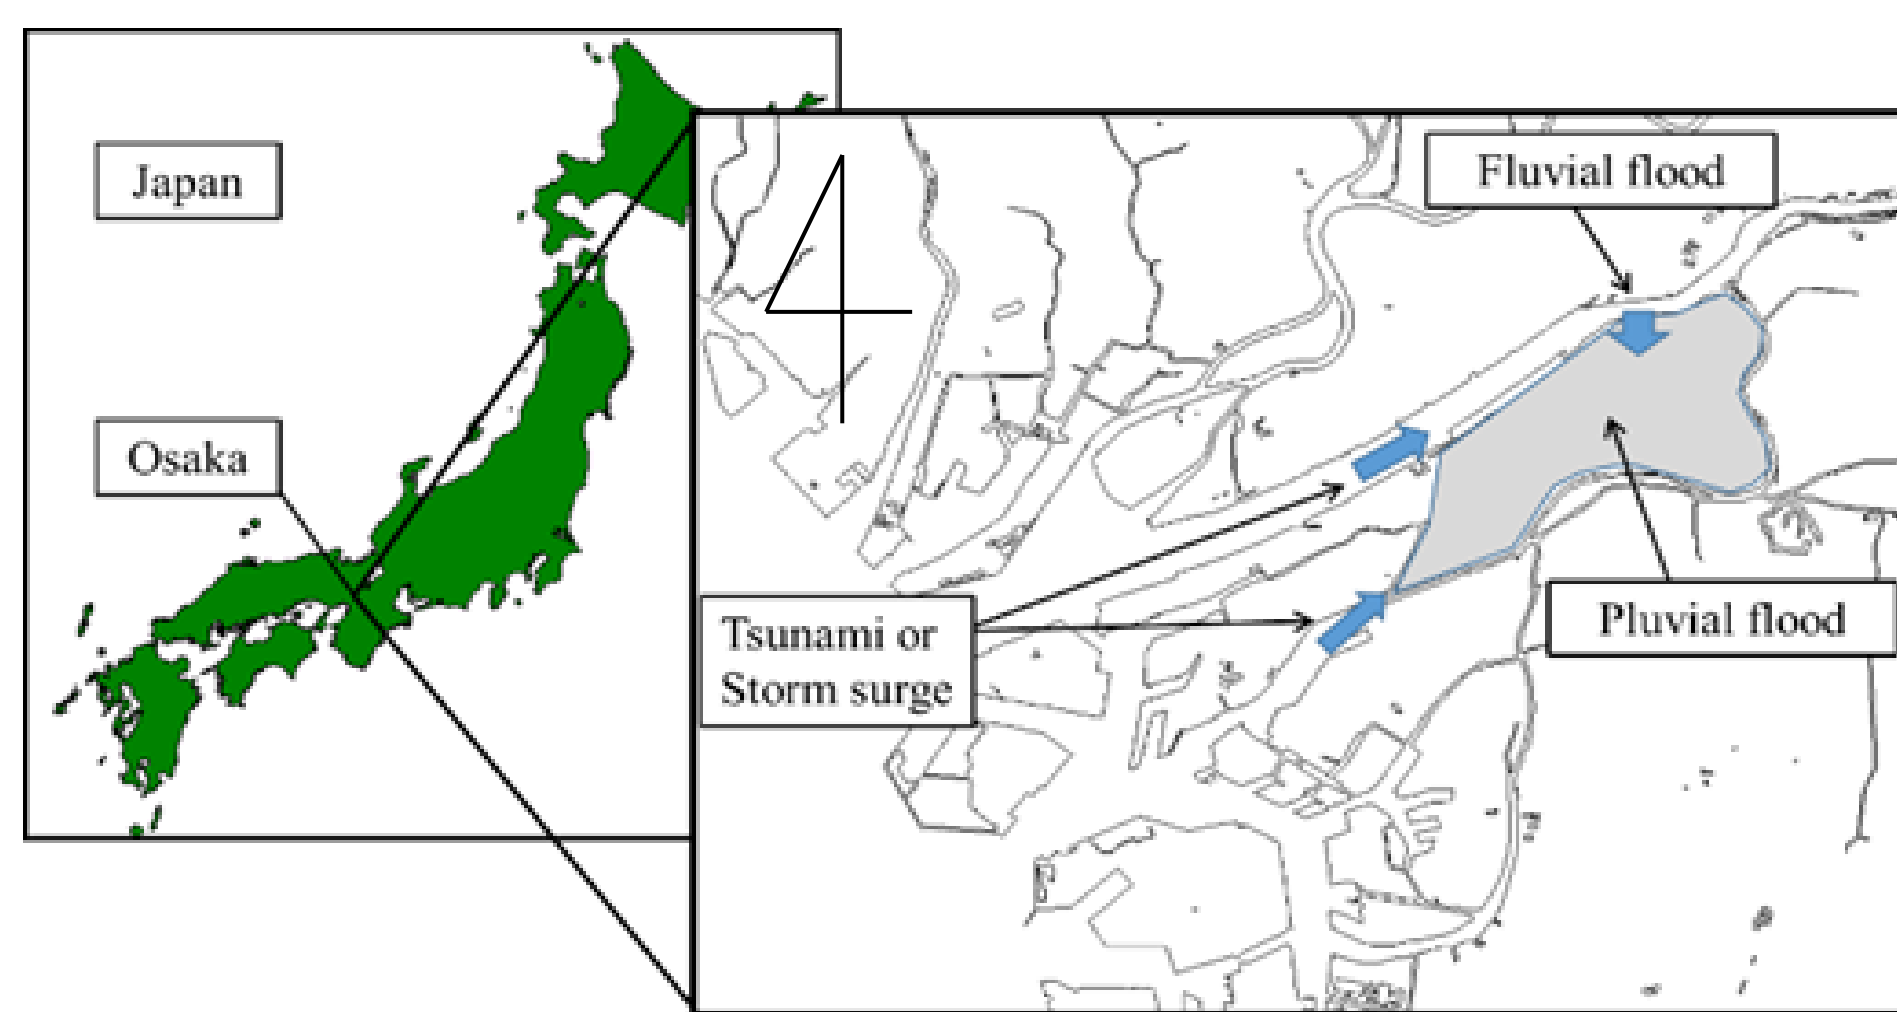 Japan
Osaka
Fluvial flood
Tsunami or
Storm surge
Pluvial flood